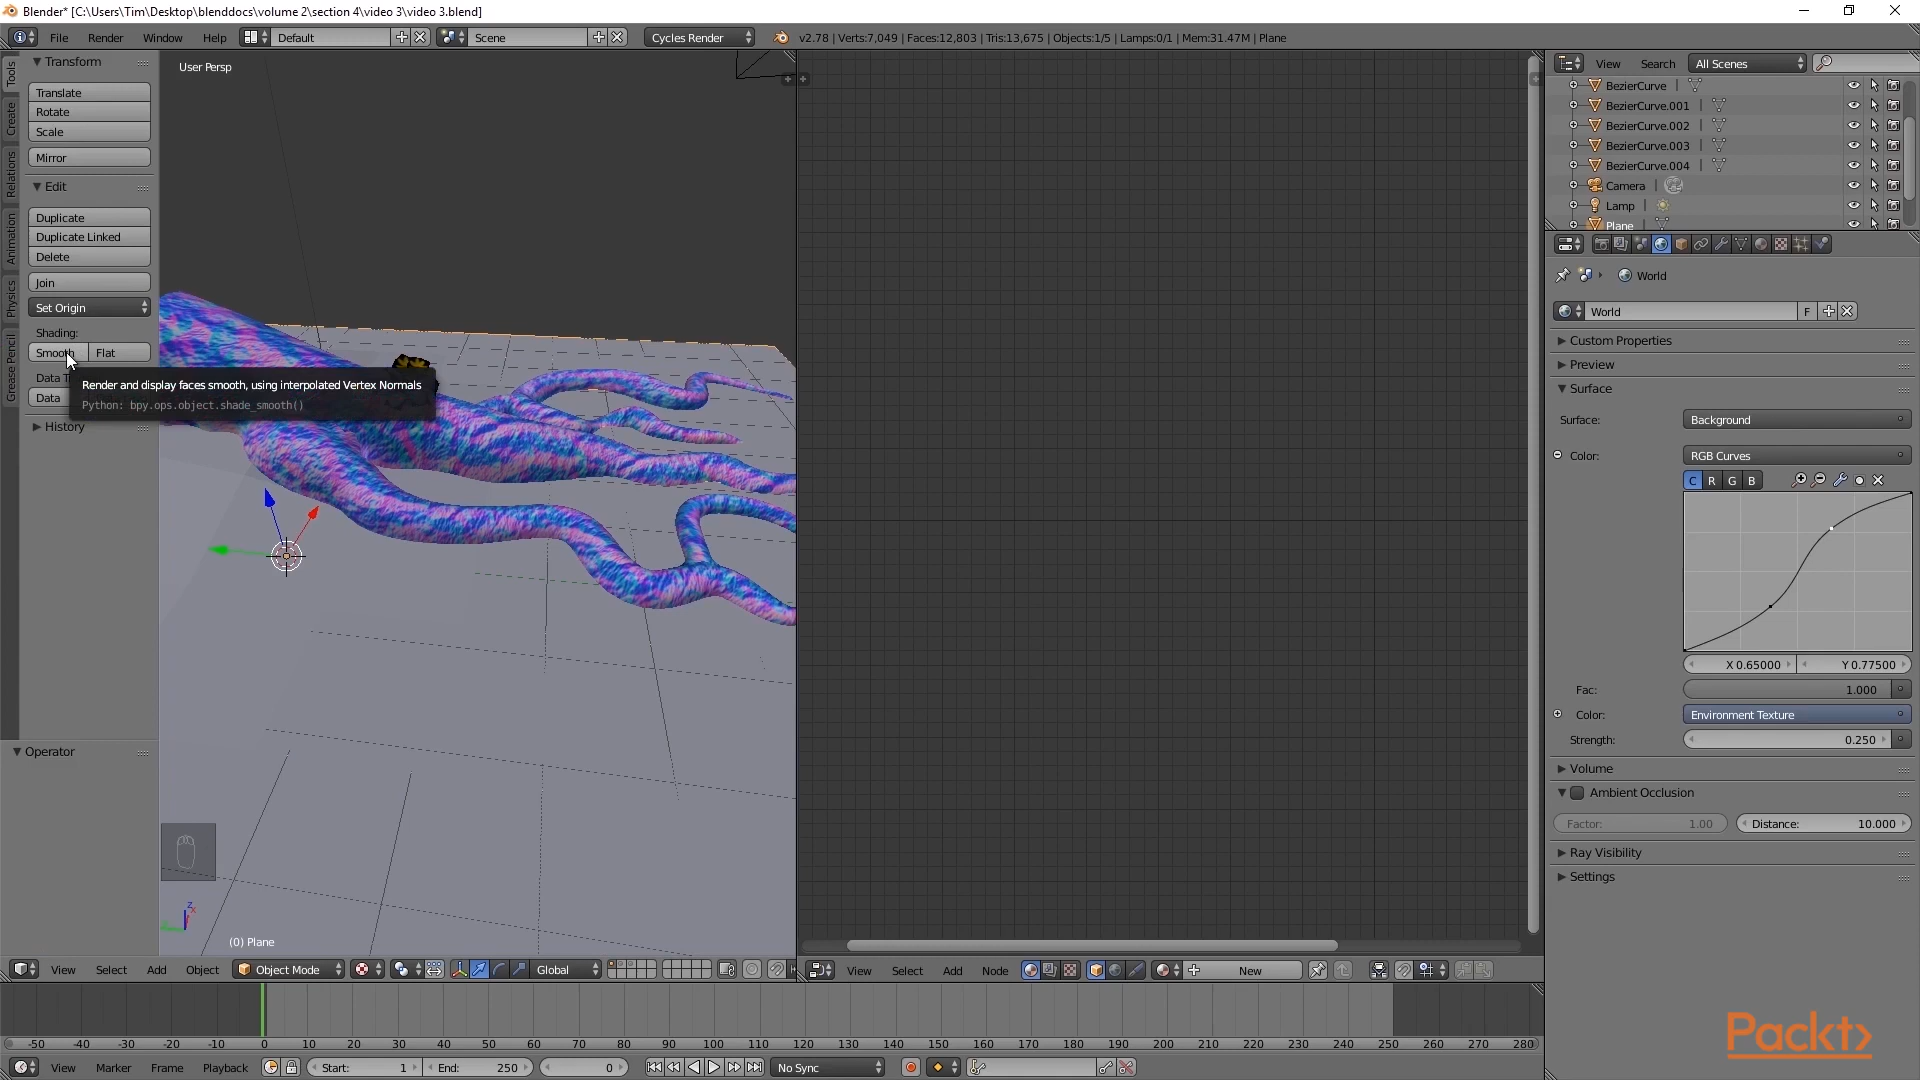 Blender* [C:\Users\Tim\Desktop\blenddocs\volume 2\section 4\video 3\video 3.blend]
File Render Window Help Default Scene Cycles Render v2.78 | Verts:7,049 | Faces:12,803 | Tris:13,675 | Objects:1/5 | Lamps:0/1 | Mem:31.47M | Plane
Tools
Create
Relations
Animation
Physics
Grease Pencil
Transform
Translate
Rotate
Scale
Mirror
Edit
Duplicate
Duplicate Linked
Delete
Join
Set Origin
Shading:
Smooth Flat
Data T
Data
History
Operator
Render and display faces smooth, using interpolated Vertex Normals
Python: bpy.ops.object.shade_smooth()
User Persp
z
(0) Plane
View Select Add Object Object Mode Global
View Select Add Node New
View Search All Scenes
BezierCurve
BezierCurve.001
BezierCurve.002
BezierCurve.003
BezierCurve.004
Camera
Lamp
Plane
World
World F
Custom Properties
Preview
Surface
Surface: Background
Color: RGB Curves
C R G B
X 0.65000 Y 0.77500
Fac: 1.000
Color: Environment Texture
Strength: 0.250
Volume
Ambient Occlusion
Factor: 1.00 Distance: 10.000
Ray Visibility
Settings
-50 -40 -30 -20 -10 0 10 20 30 40 50 60 70 80 90 100 110 120 130 140 150 160 170 180 190 200 210 220 230 240 250 260 270 280
View Marker Frame Playback Start: 1 End: 250 0 No Sync
Packt>